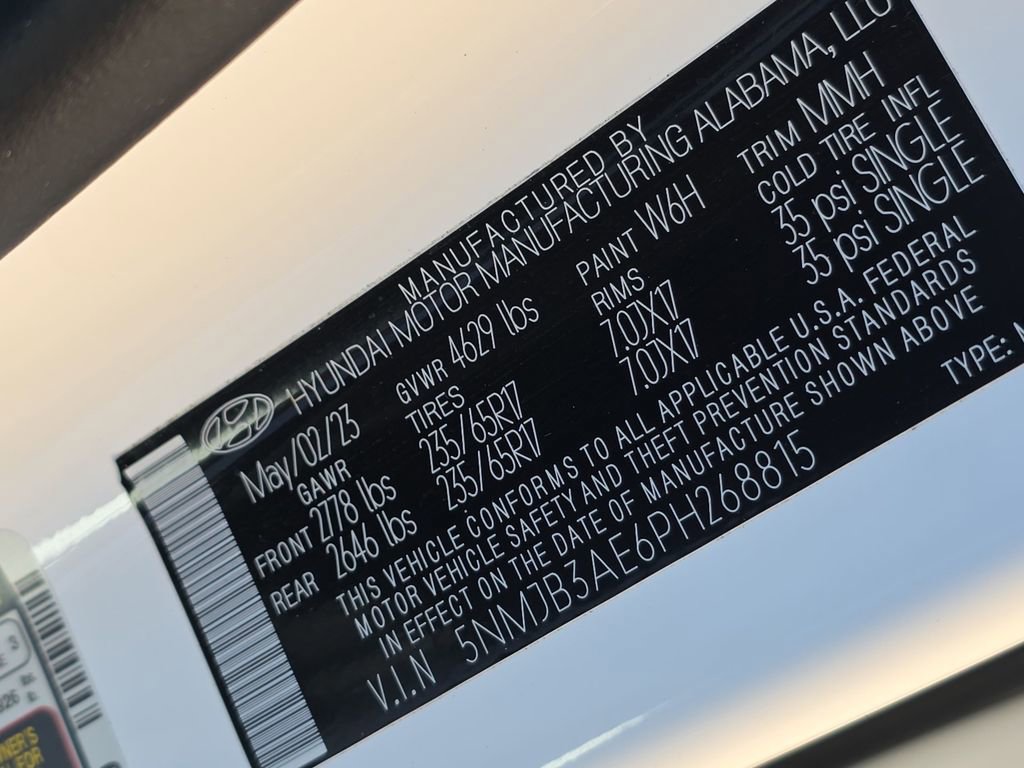 MANUFACTURED BY
HYUNDAI MOTOR MANUFACTURING ALABAMA, LLC
May/02/23 GVWR 4629 lbs PAINT W6H TRIM MMH
GAWR TIRES RIMS COLD TIRE INFL
FRONT 2778 lbs 235/65R17 7.0JX17 35 psi SINGLE
REAR 2646 lbs 235/65R17 7.0JX17 35 psi SINGLE
THIS VEHICLE CONFORMS TO ALL APPLICABLE U.S.A. FEDERAL
MOTOR VEHICLE SAFETY AND THEFT PREVENTION STANDARDS
IN EFFECT ON THE DATE OF MANUFACTURE SHOWN ABOVE
V.I.N 5NMJB3AE6PH268815 TYPE: